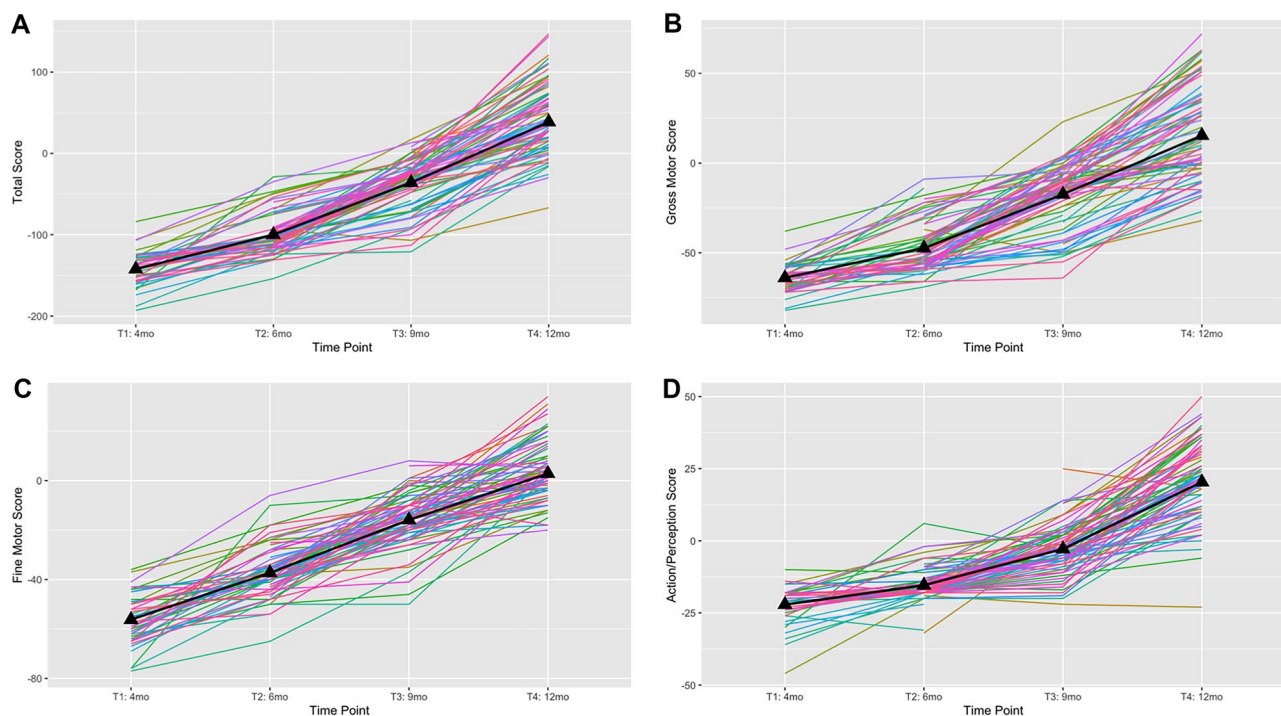 A
Total Score
100
0
-100
-200
T1: 4mo T2: 6mo T3: 9mo T4: 12mo
Time Point
B
Gross Motor Score
50
0
-50
T1: 4mo T2: 6mo T3: 9mo T4: 12mo
Time Point
C
Fine Motor Score
0
-40
-80
T1: 4mo T2: 6mo T3: 9mo T4: 12mo
Time Point
D
Action/Perception Score
50
25
0
-25
-50
T1: 4mo T2: 6mo T3: 9mo T4: 12mo
Time Point